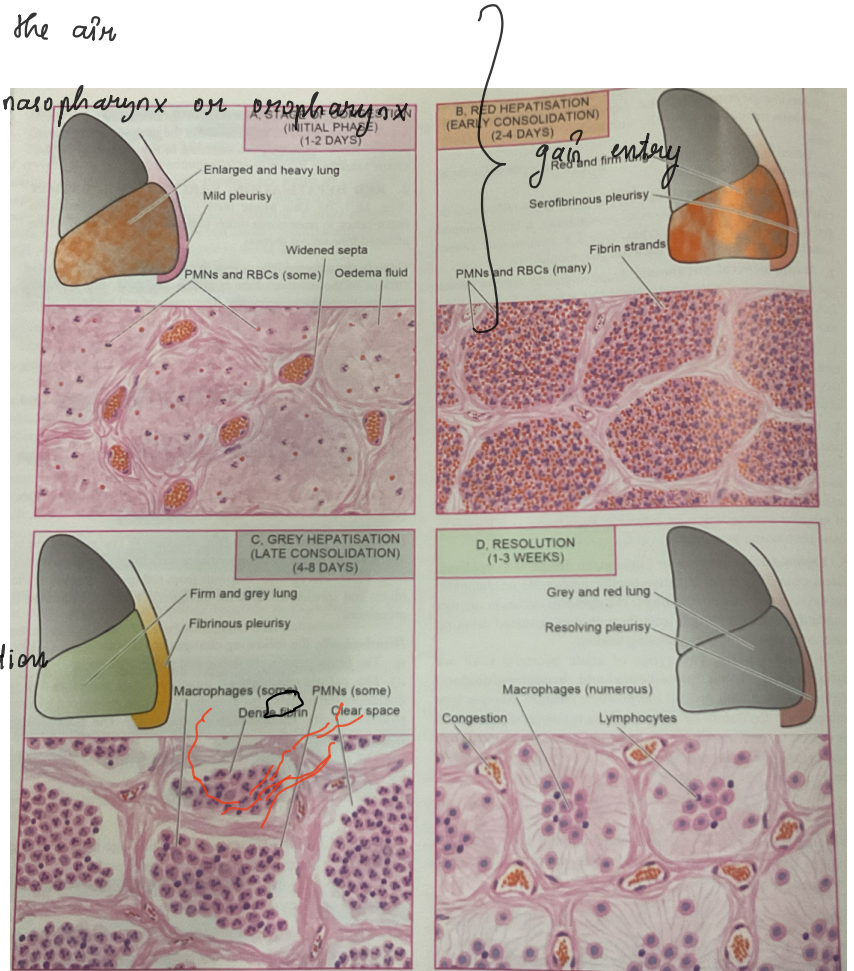 the air
nasopharynx or oropharynx
gain entry
A, STAGE OF CONGESTION
(INITIAL PHASE)
(1-2 DAYS)
Enlarged and heavy lung
Mild pleurisy
Widened septa
PMNs and RBCs (some)
Oedema fluid
B, RED HEPATISATION
(EARLY CONSOLIDATION)
(2-4 DAYS)
Red and firm lung
Serofibrinous pleurisy
Fibrin strands
PMNs and RBCs (many)
C, GREY HEPATISATION
(LATE CONSOLIDATION)
(4-8 DAYS)
Firm and grey lung
Fibrinous pleurisy
Macrophages (some)
PMNs (some)
Dense fibrin
Clear space
D, RESOLUTION
(1-3 WEEKS)
Grey and red lung
Resolving pleurisy
Macrophages (numerous)
Congestion
Lymphocytes